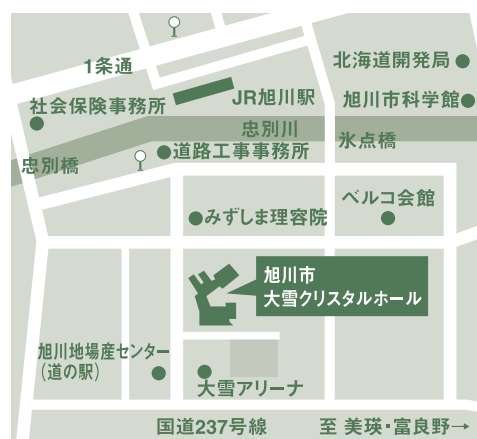 北海道開発局
1条通
JR旭川駅
旭川市科学館
社会保険事務所
忠別川
氷点橋
道路工事事務所
忠別橋
ベルコ会館
みずしま理容院
旭川市
大雪クリスタルホール
旭川地場産センター
(道の駅)
大雪アリーナ
国道237号線
至 美瑛・富良野→